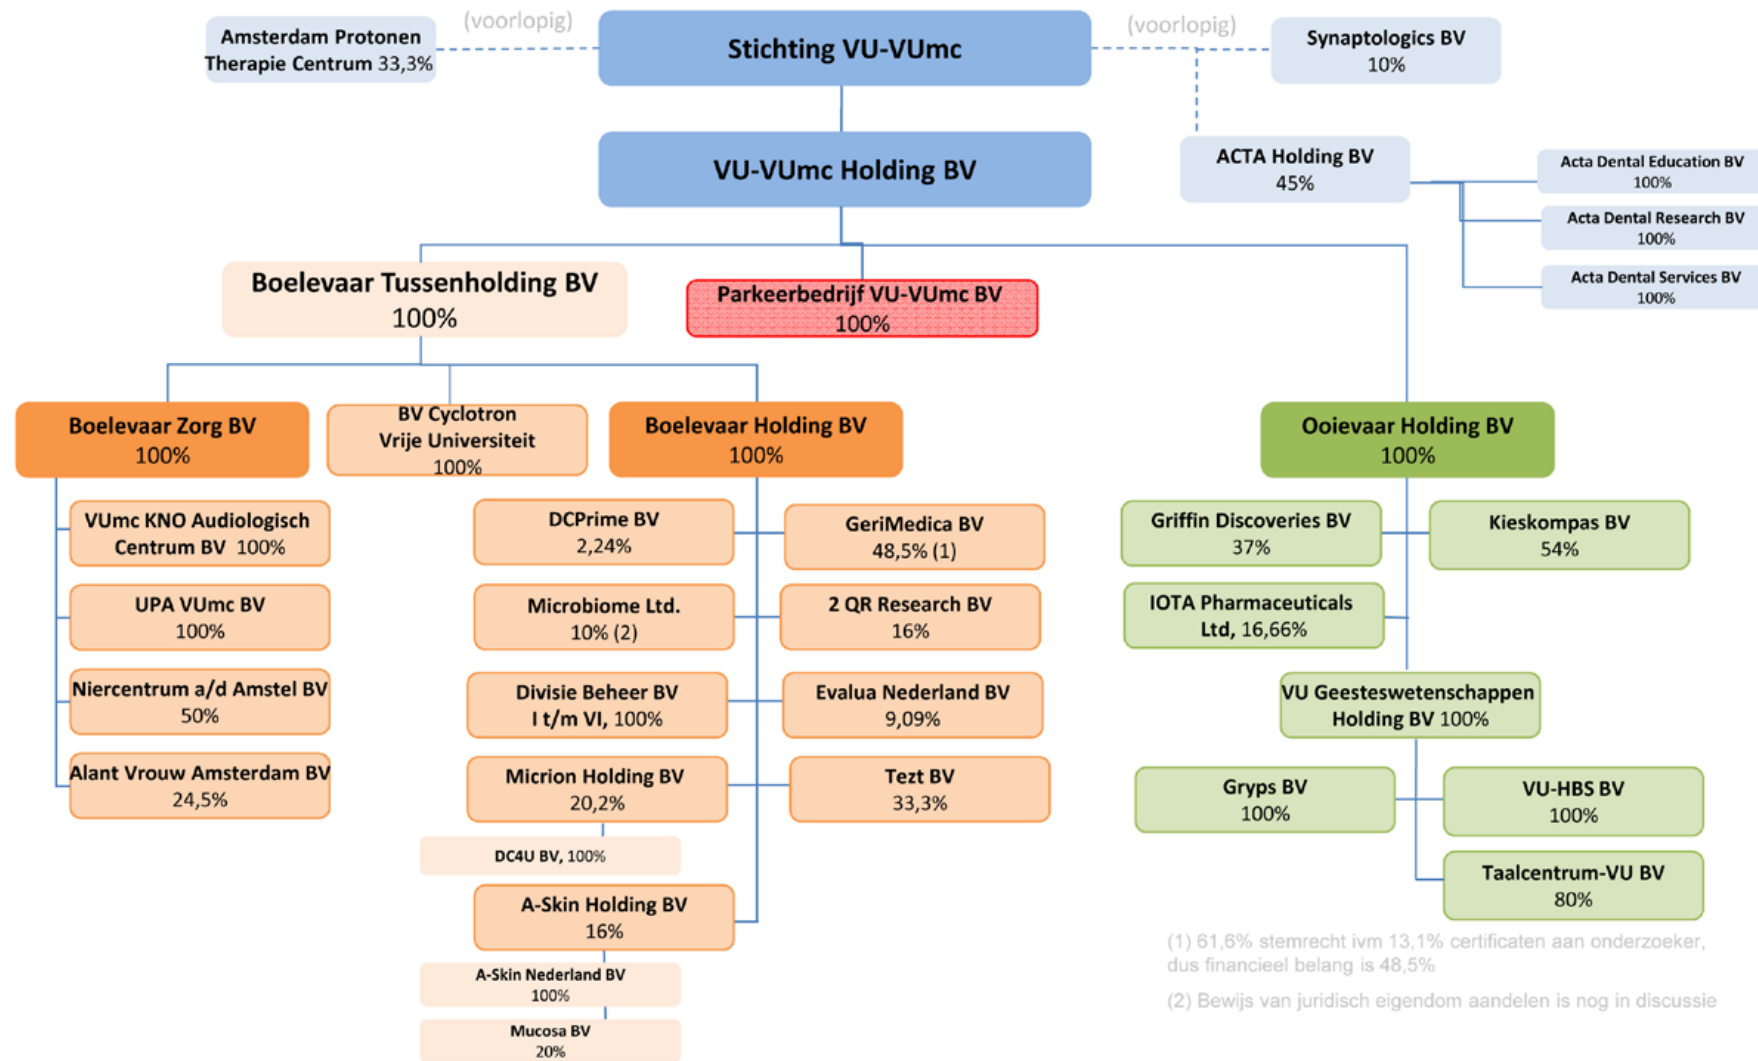 (voorlopig)
(voorlopig)
Amsterdam Protonen
Therapie Centrum 33,3%
Stichting VU-VUmc
Synaptologics BV
10%
VU-VUmc Holding BV
ACTA Holding BV
45%
Acta Dental Education BV
100%
Acta Dental Research BV
100%
Acta Dental Services BV
100%
Boelevaar Tussenholding BV
100%
Parkeerbedrijf VU-VUmc BV
100%
Boelevaar Zorg BV
100%
BV Cyclotron
Vrije Universiteit
100%
Boelevaar Holding BV
100%
Ooievaar Holding BV
100%
VUmc KNO Audiologisch
Centrum BV 100%
UPA VUmc BV
100%
Niercentrum a/d Amstel BV
50%
Alant Vrouw Amsterdam BV
24,5%
DCPrime BV
2,24%
GeriMedica BV
48,5% (1)
Microbiome Ltd.
10% (2)
2 QR Research BV
16%
Divisie Beheer BV
I t/m VI, 100%
Evalua Nederland BV
9,09%
Micrion Holding BV
20,2%
Tezt BV
33,3%
DC4U BV, 100%
A-Skin Holding BV
16%
A-Skin Nederland BV
100%
Mucosa BV
20%
Griffin Discoveries BV
37%
Kieskompas BV
54%
IOTA Pharmaceuticals
Ltd, 16,66%
VU Geesteswetenschappen
Holding BV 100%
Gryps BV
100%
VU-HBS BV
100%
Taalcentrum-VU BV
80%
(1) 61,6% stemrecht ivm 13,1% certificaten aan onderzoeker,
dus financieel belang is 48,5%
(2) Bewijs van juridisch eigendom aandelen is nog in discussie